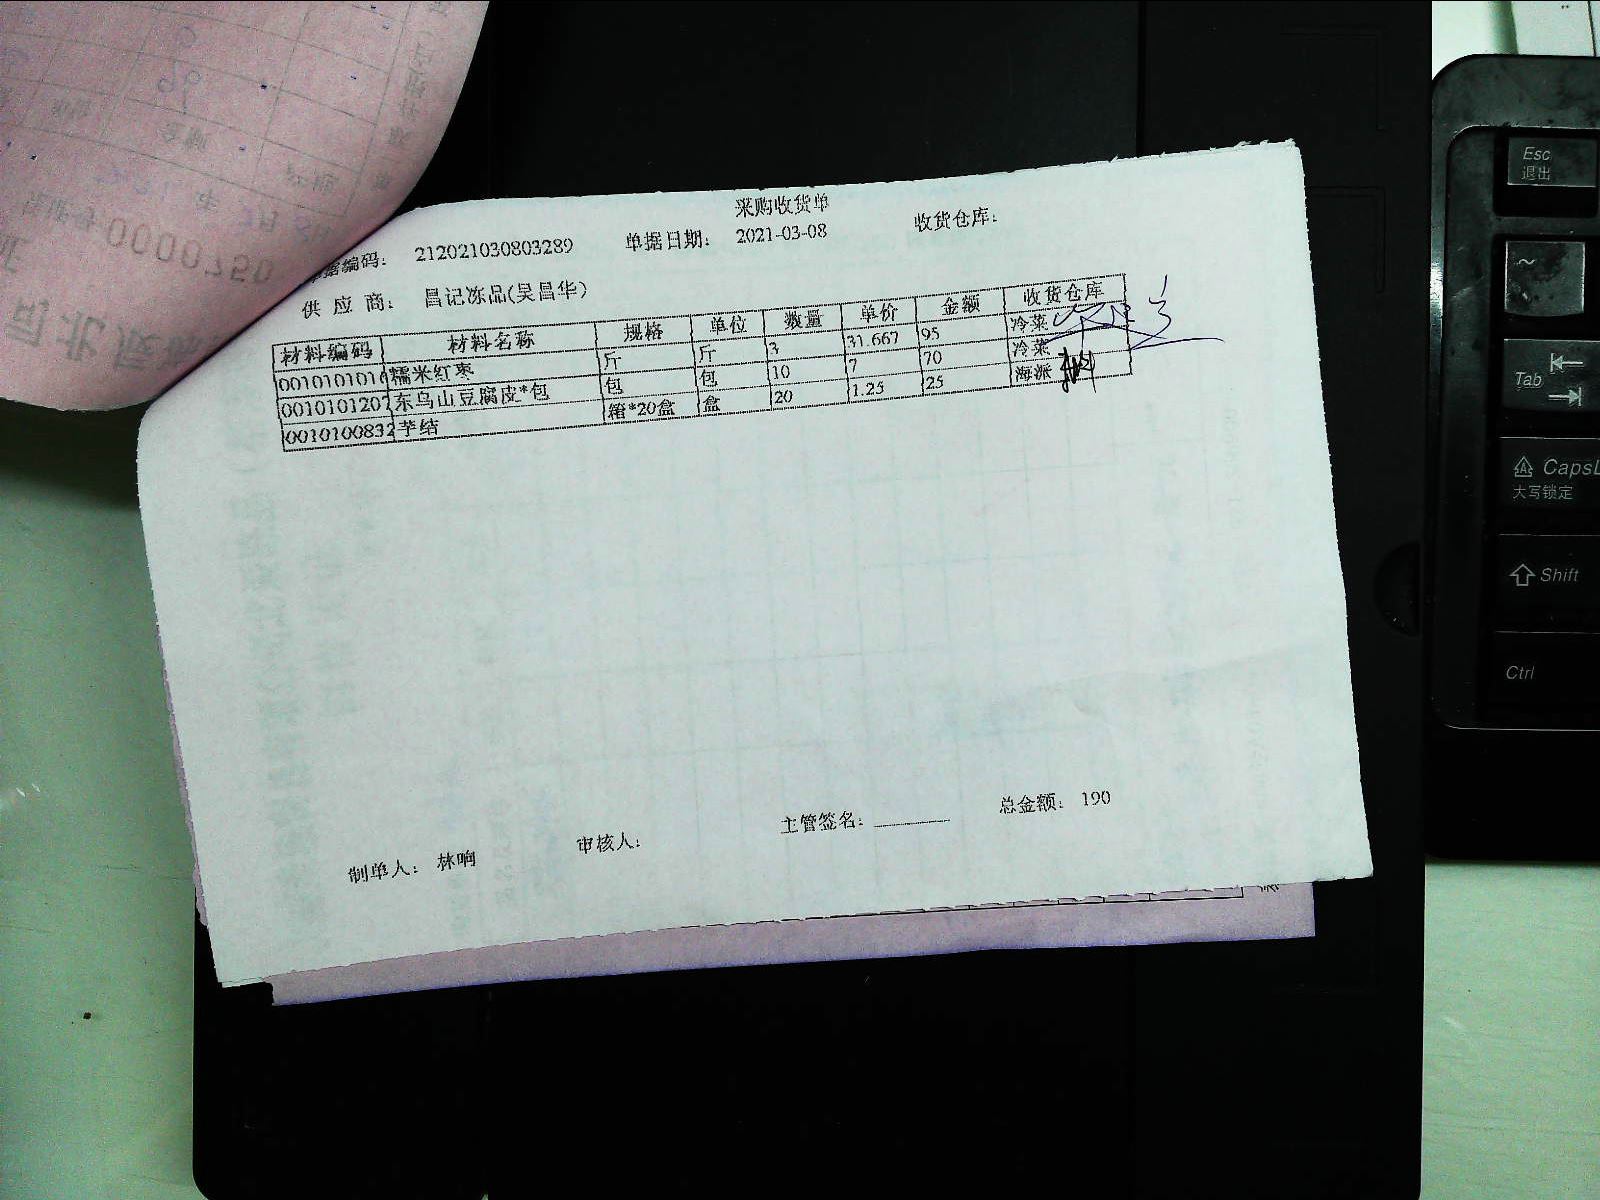 采购收货单
据编码： 212021030803289 单据日期： 2021-03-08 收货仓库：
供 应 商： 昌记冻品(吴昌华)
材料编码 材料名称 规格 单位 数量 单价 金额 收货仓库
0010101016 糯米红枣 斤 斤 3 31.667 95 冷菜
0010101207 东乌山豆腐皮*包 包 包 10 7 70 冷菜
0010100832 芋结 箱*20盒 盒 20 1.25 25 海派
制单人： 林响 审核人： 主管签名： 总金额： 190
0000750
Esc
退出
~
Tab
CapsL
大写锁定
Shift
Ctrl